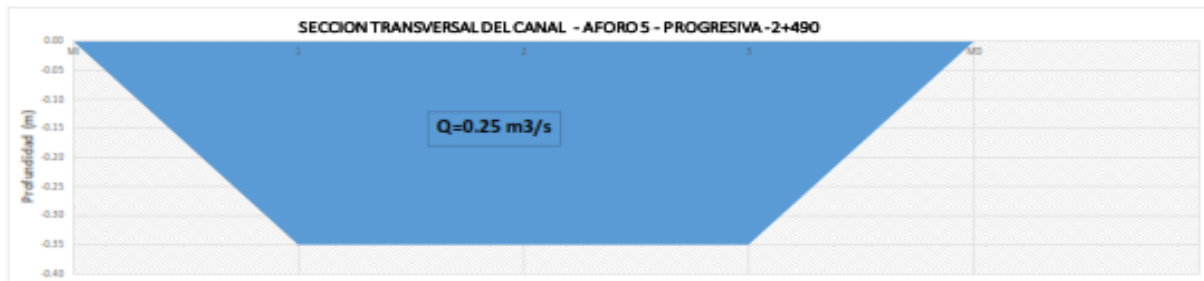 SECCION TRANSVERSAL DEL CANAL - AFORO 5 - PROGRESIVA -2+490
0.00
MI 1 2 3 MD
-0.05
-0.10
-0.15
-0.20
-0.25
-0.30
-0.35
-0.40
Profundidad (m)
Q=0.25 m3/s